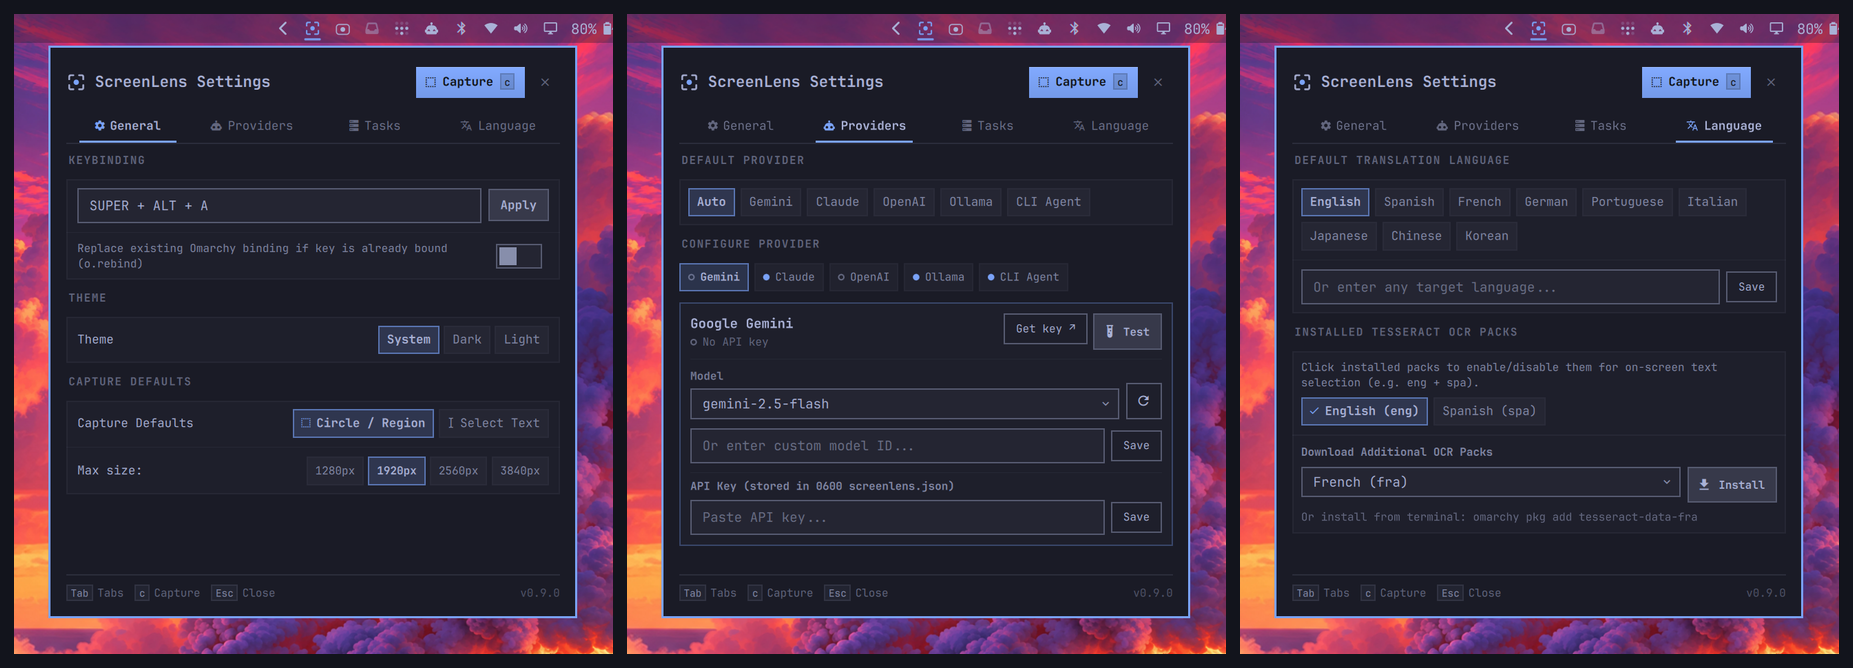 80%
ScreenLens Settings
Capture c
General Providers Tasks Language
KEYBINDING
SUPER + ALT + A
Apply
Replace existing Omarchy binding if key is already bound
(o.rebind)
THEME
Theme
System Dark Light
CAPTURE DEFAULTS
Capture Defaults
Circle / Region Select Text
Max size:
1280px 1920px 2560px 3840px
Tab Tabs c Capture Esc Close
v0.9.0
80%
ScreenLens Settings
Capture c
General Providers Tasks Language
DEFAULT PROVIDER
Auto Gemini Claude OpenAI Ollama CLI Agent
CONFIGURE PROVIDER
Gemini Claude OpenAI Ollama CLI Agent
Google Gemini
No API key
Get key ↗
Test
Model
gemini-2.5-flash
Or enter custom model ID...
Save
API Key (stored in 0600 screenlens.json)
Paste API key...
Save
Tab Tabs c Capture Esc Close
v0.9.0
80%
ScreenLens Settings
Capture c
General Providers Tasks Language
DEFAULT TRANSLATION LANGUAGE
English Spanish French German Portuguese Italian
Japanese Chinese Korean
Or enter any target language...
Save
INSTALLED TESSERACT OCR PACKS
Click installed packs to enable/disable them for on-screen text
selection (e.g. eng + spa).
✓ English (eng) Spanish (spa)
Download Additional OCR Packs
French (fra)
Install
Or install from terminal: omarchy pkg add tesseract-data-fra
Tab Tabs c Capture Esc Close
v0.9.0